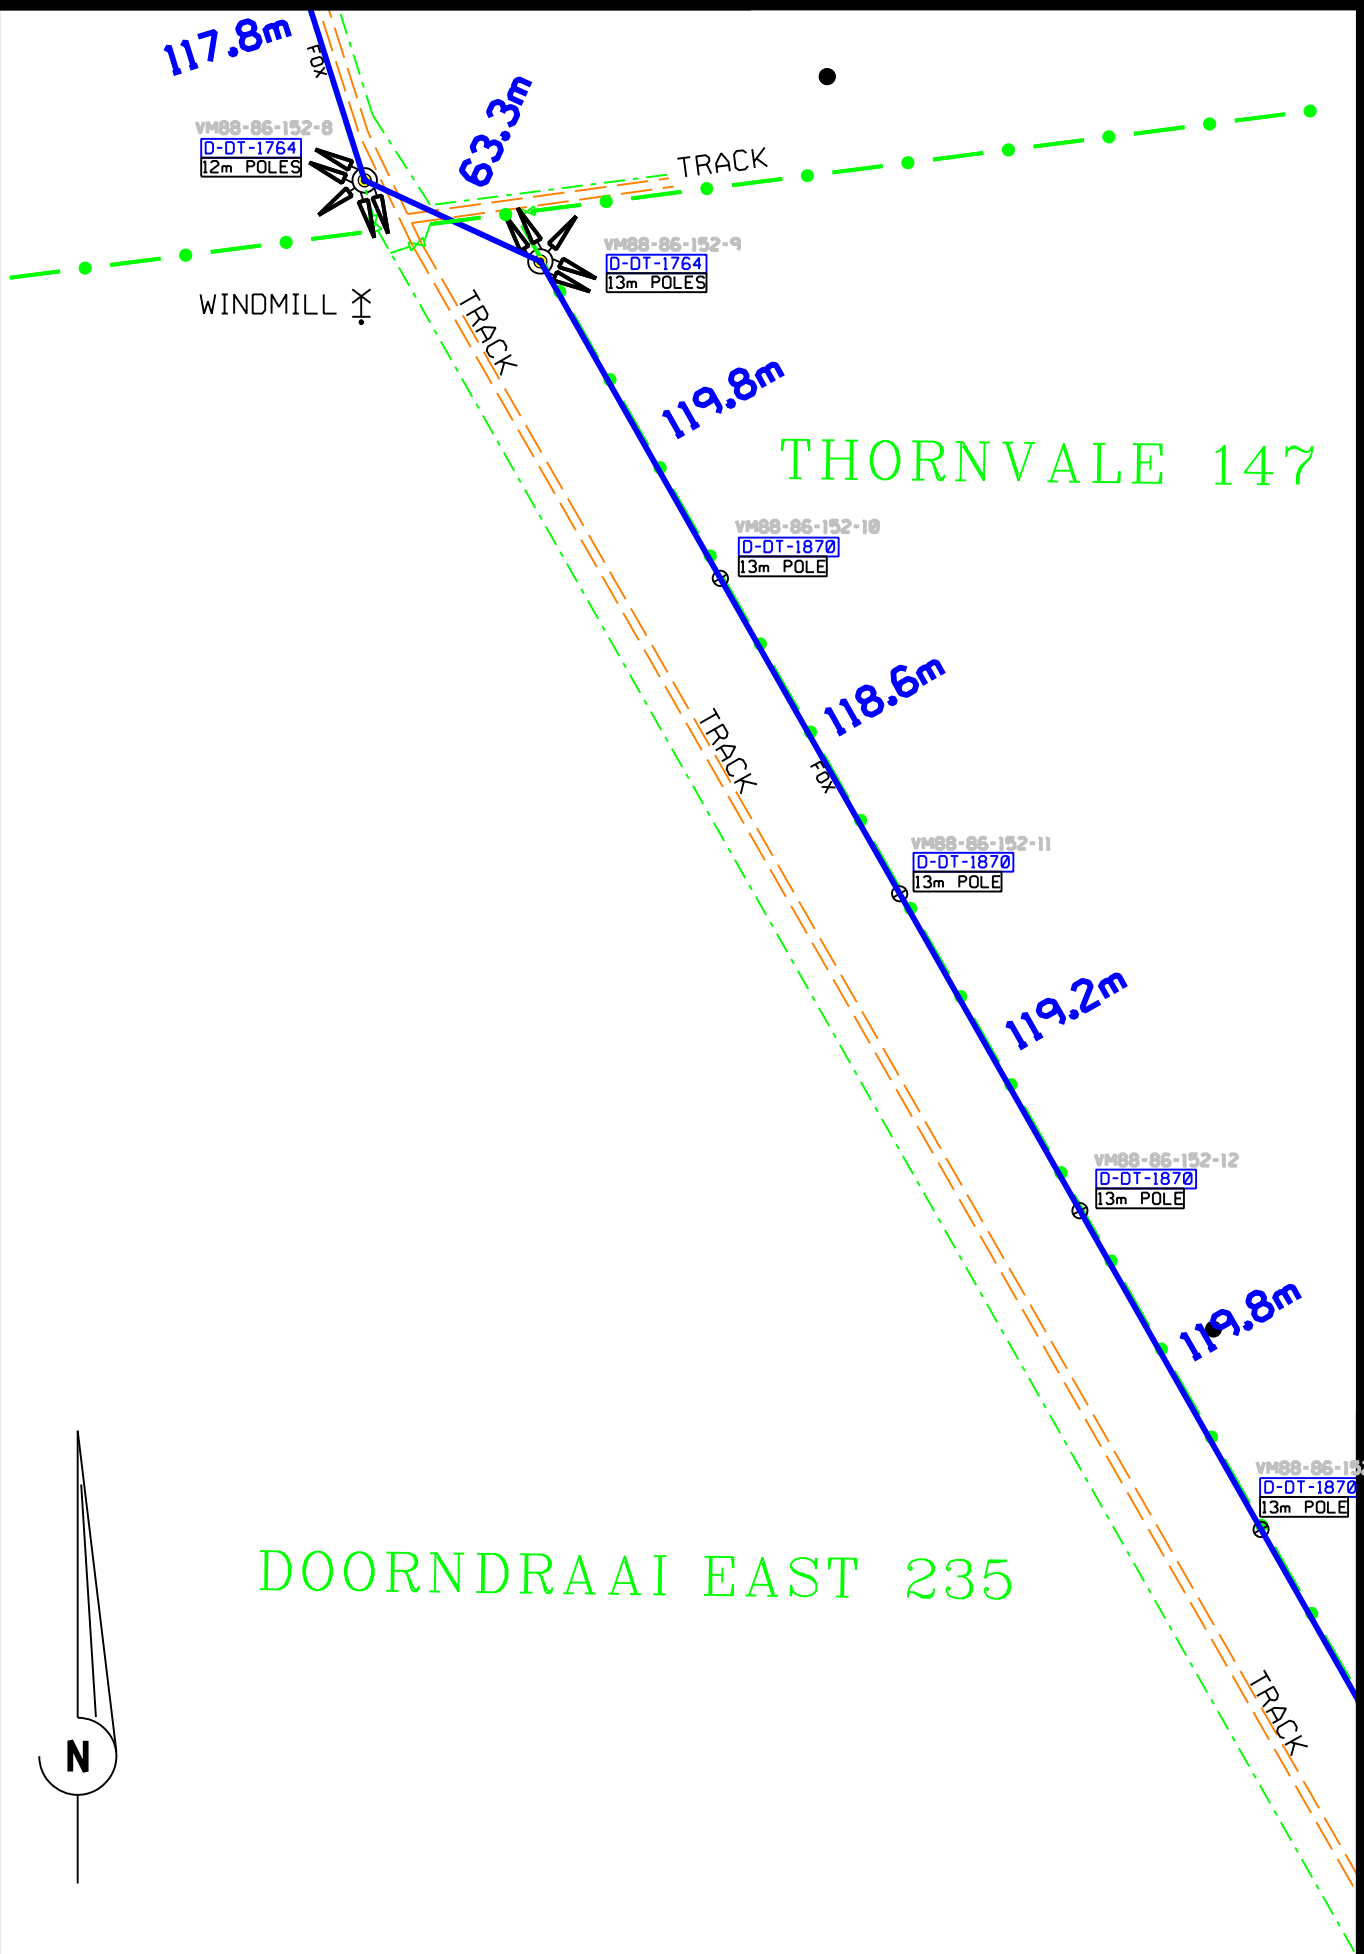 117.8m
FOX
63.3m
VM88-86-152-8
D-DT-1764
12m POLES
TRACK
VM88-86-152-9
D-DT-1764
13m POLES
WINDMILL
TRACK
119.8m
THORNVALE 147
VM88-86-152-10
D-DT-1870
13m POLE
118.6m
TRACK
FOX
VM88-86-152-11
D-DT-1870
13m POLE
119.2m
VM88-86-152-12
D-DT-1870
13m POLE
119.8m
VM88-86-152
D-DT-1870
13m POLE
DOORNDRAAI EAST 235
TRACK
N